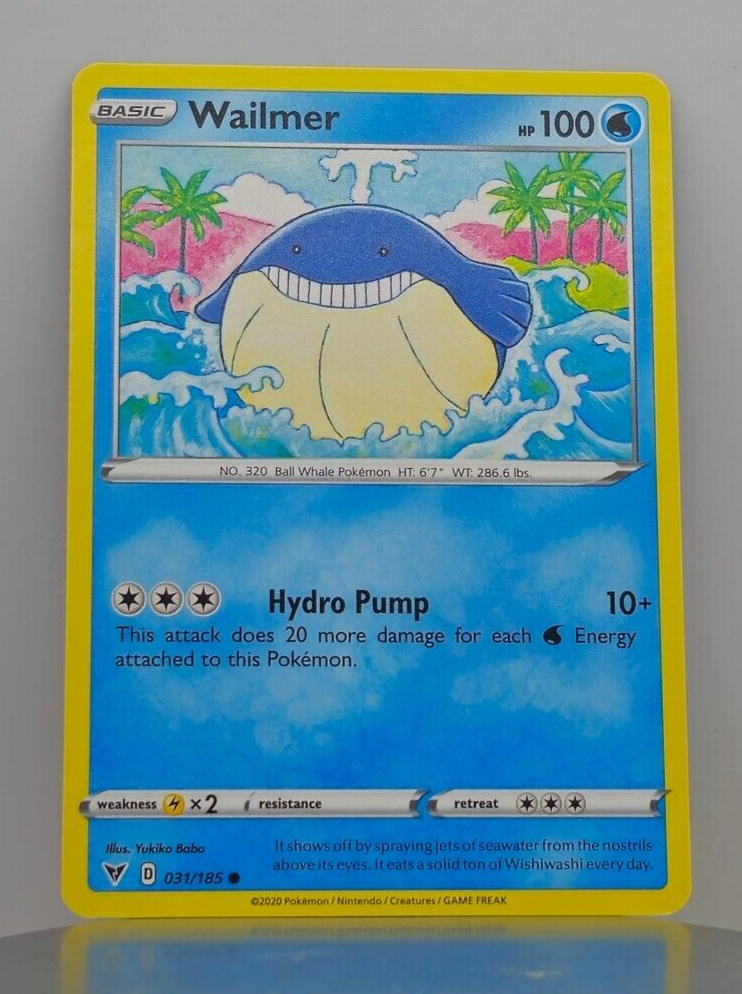 BASIC Wailmer HP 100
NO. 320 Ball Whale Pokémon HT: 6'7" WT: 286.6 lbs.
Hydro Pump 10+
This attack does 20 more damage for each Energy
attached to this Pokémon.
weakness ×2 resistance retreat
Illus. Yukiko Baba
It shows off by spraying jets of seawater from the nostrils
above its eyes. It eats a solid ton of Wishiwashi every day.
D 031/185
©2020 Pokémon / Nintendo / Creatures / GAME FREAK